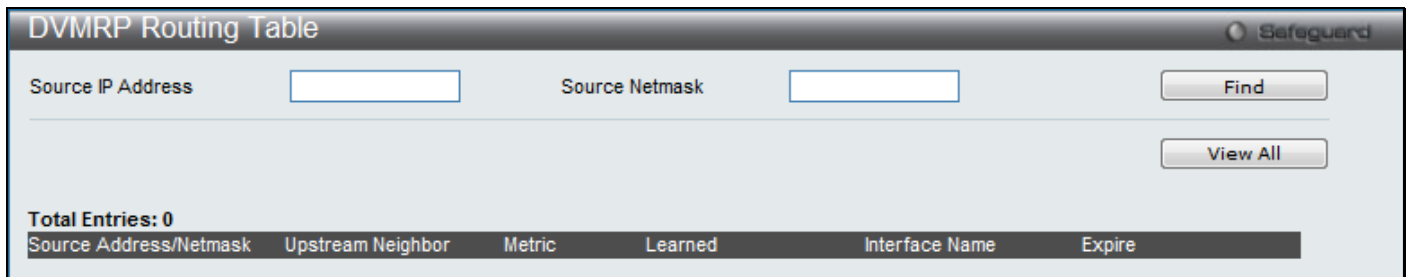 DVMRP Routing Table Safeguard
Source IP Address Source Netmask Find
View All
Total Entries: 0
Source Address/Netmask Upstream Neighbor Metric Learned Interface Name Expire